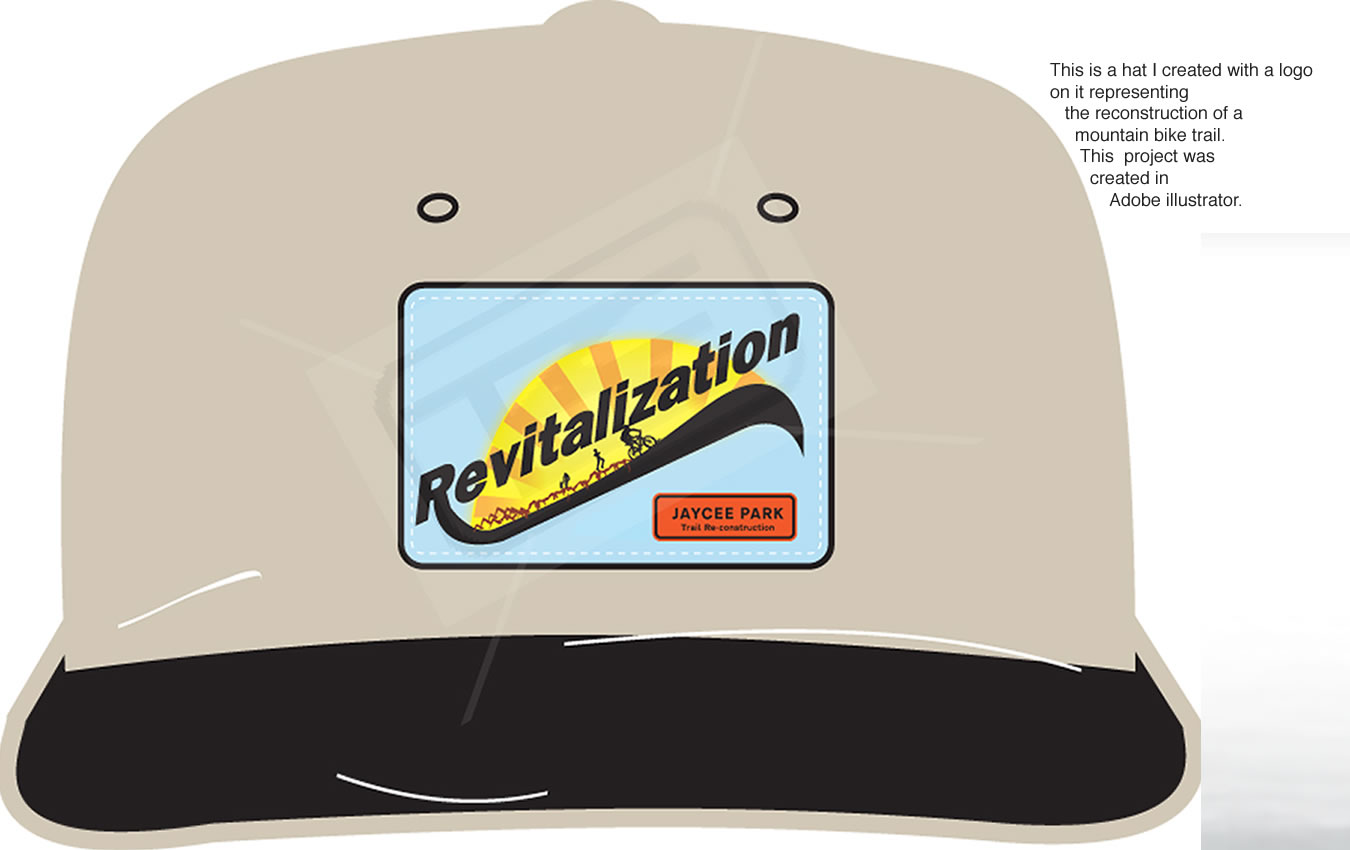 This is a hat I created with a logo
on it representing
the reconstruction of a
mountain bike trail.
This project was
created in
Adobe illustrator.
Revitalization
JAYCEE PARK
Trail Re-construction